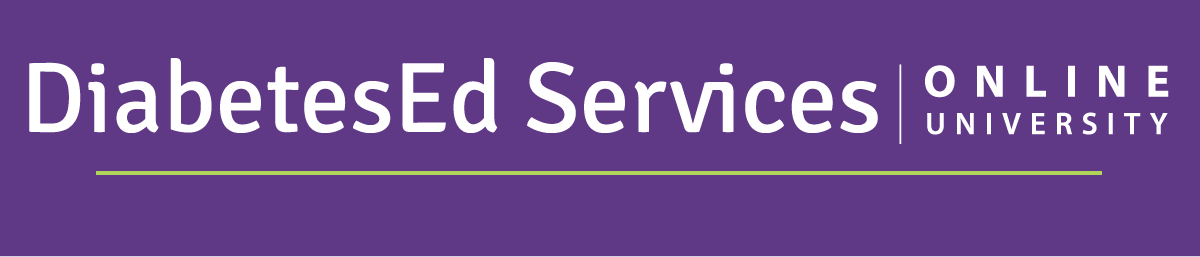 DiabetesEd Services | ONLINE
UNIVERSITY